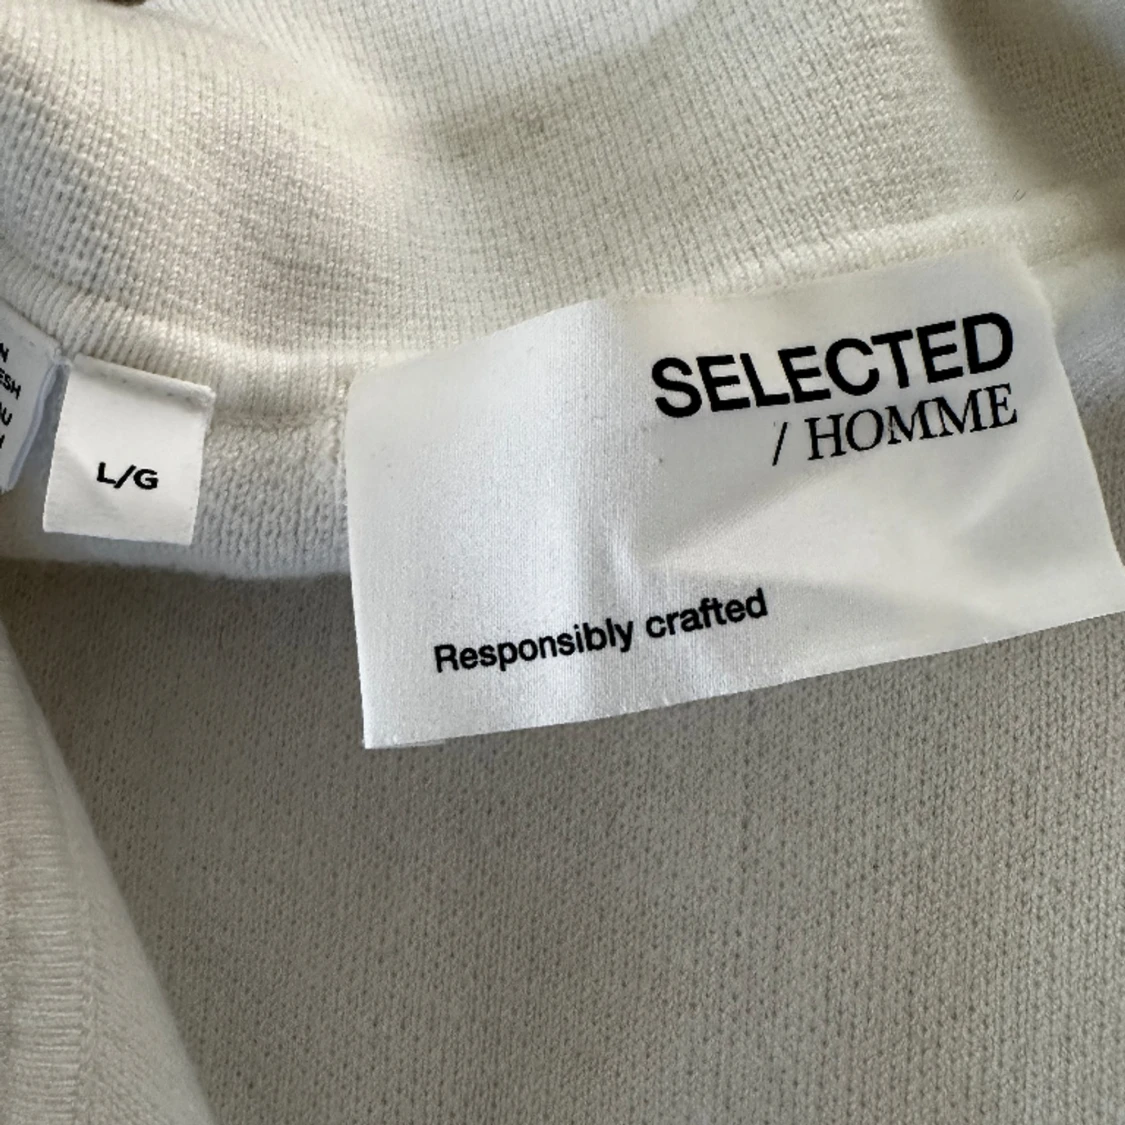 SELECTED
/ HOMME
Responsibly crafted
L/G